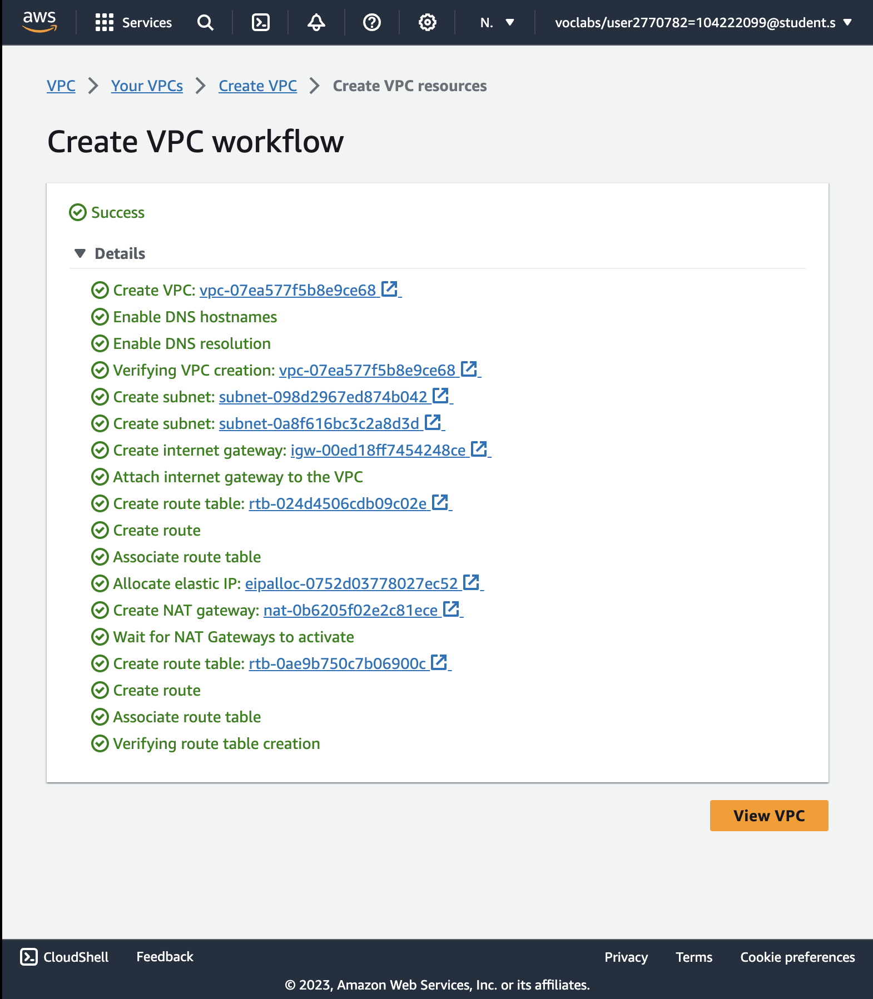 aws Services N. voclabs/user2770782=104222099@student.s
VPC Your VPCs Create VPC Create VPC resources
Create VPC workflow
Success
Details
Create VPC: vpc-07ea577f5b8e9ce68
Enable DNS hostnames
Enable DNS resolution
Verifying VPC creation: vpc-07ea577f5b8e9ce68
Create subnet: subnet-098d2967ed874b042
Create subnet: subnet-0a8f616bc3c2a8d3d
Create internet gateway: igw-00ed18ff7454248ce
Attach internet gateway to the VPC
Create route table: rtb-024d4506cdb09c02e
Create route
Associate route table
Allocate elastic IP: eipalloc-0752d03778027ec52
Create NAT gateway: nat-0b6205f02e2c81ece
Wait for NAT Gateways to activate
Create route table: rtb-0ae9b750c7b06900c
Create route
Associate route table
Verifying route table creation
View VPC
CloudShell Feedback Privacy Terms Cookie preferences
© 2023, Amazon Web Services, Inc. or its affiliates.